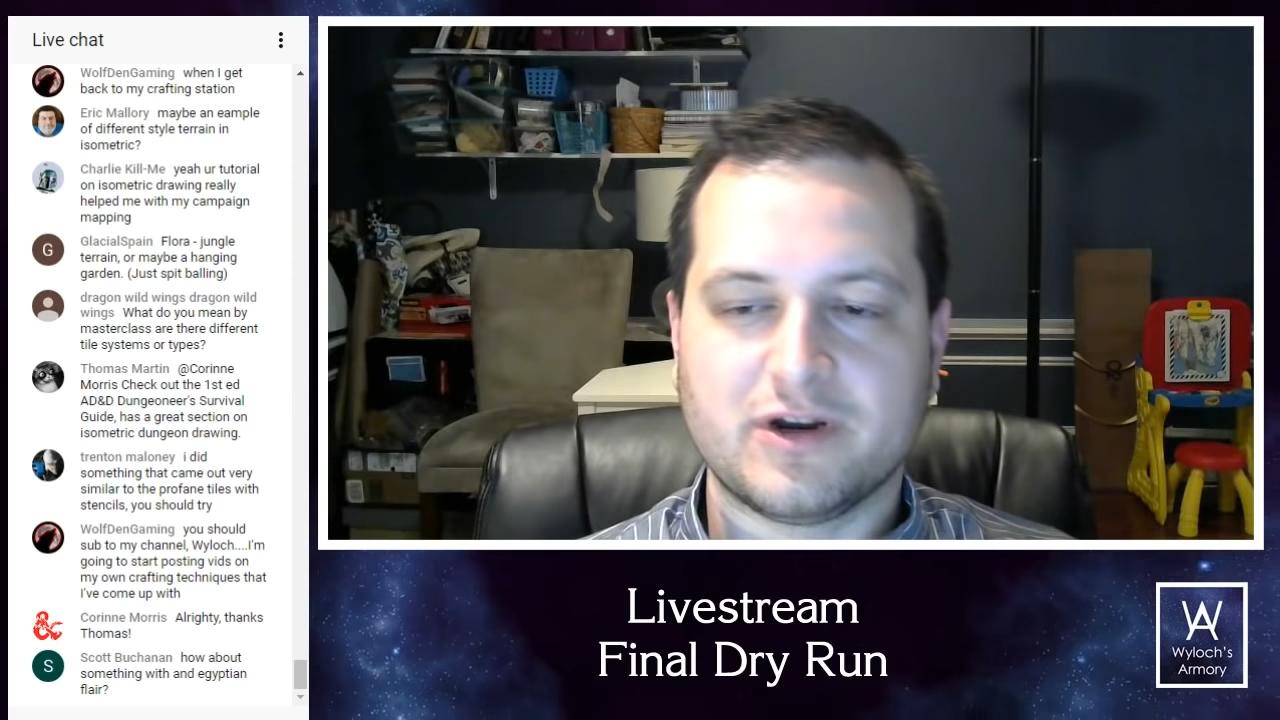 Live chat
WolfDenGaming when I get
back to my crafting station
Eric Mallory maybe an eample
of different style terrain in
isometric?
Charlie Kill-Me yeah ur tutorial
on isometric drawing really
helped me with my campaign
mapping
G
GlacialSpain Flora - jungle
terrain, or maybe a hanging
garden. (Just spit balling)
dragon wild wings dragon wild
wings What do you mean by
masterclass are there different
tile systems or types?
Thomas Martin @Corinne
Morris Check out the 1st ed
AD&D Dungeoneer's Survival
Guide, has a great section on
isometric dungeon drawing.
trenton maloney i did
something that came out very
similar to the profane tiles with
stencils, you should try
WolfDenGaming you should
sub to my channel, Wyloch....I'm
going to start posting vids on
my own crafting techniques that
I've come up with
Corinne Morris Alrighty, thanks
Thomas!
S
Scott Buchanan how about
something with and egyptian
flair?
Livestream
Final Dry Run
WA
Wyloch's
Armory